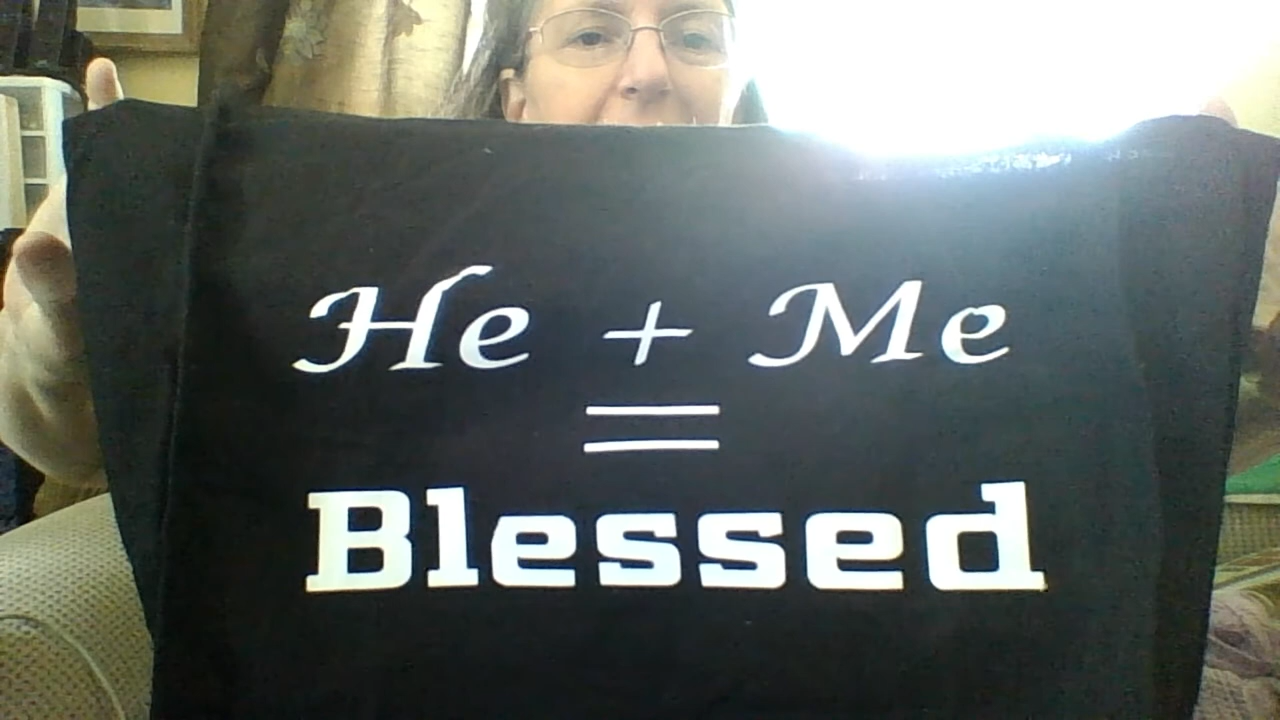 He + Me
=
Blessed